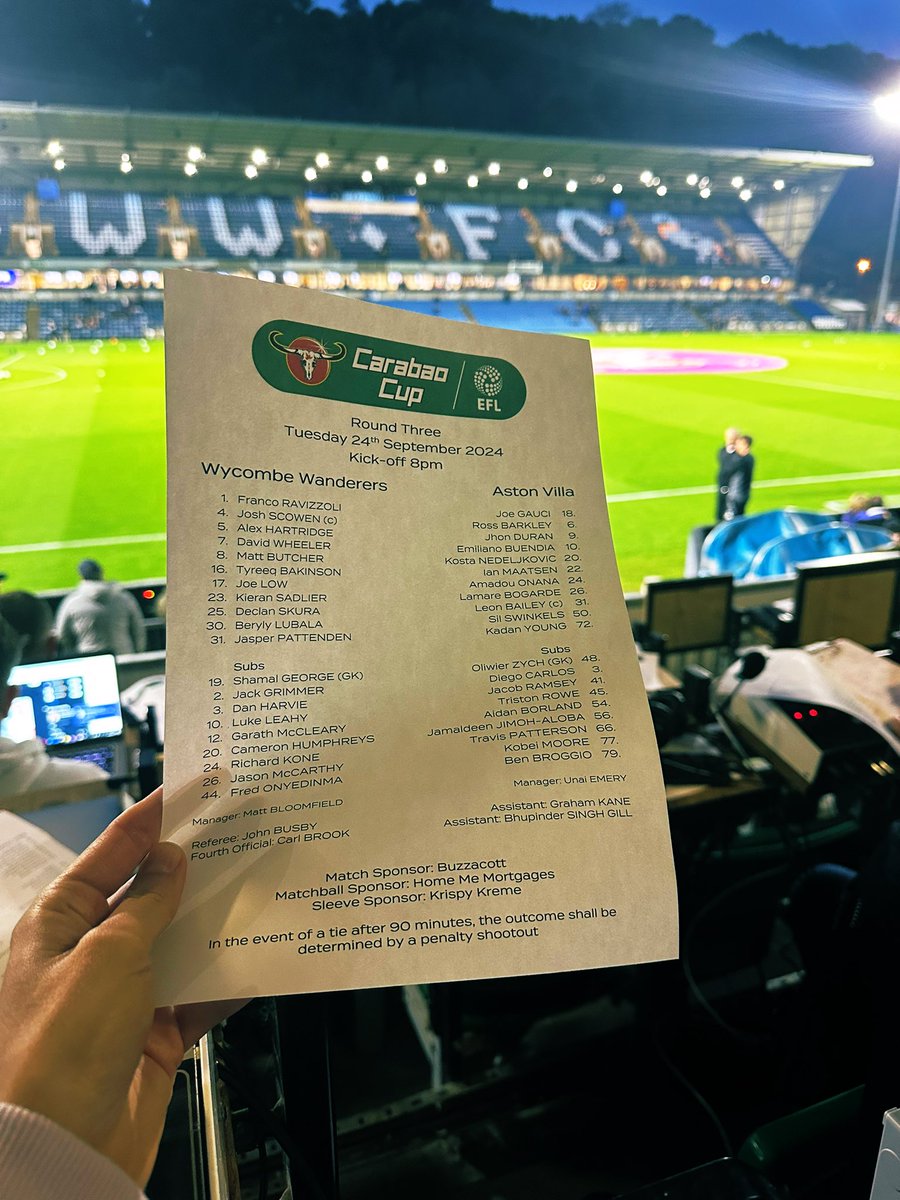 WWFC
Carabao
Cup
EFL
Round Three
Tuesday 24th September 2024
Kick-off 8pm
Wycombe Wanderers
1. Franco RAVIZZOLI
4. Josh SCOWEN (c)
5. Alex HARTRIDGE
7. David WHEELER
8. Matt BUTCHER
16. Tyreeq BAKINSON
17. Joe LOW
23. Kieran SADLIER
25. Declan SKURA
30. Beryly LUBALA
31. Jasper PATTENDEN
Subs
19. Shamal GEORGE (GK)
2. Jack GRIMMER
3. Dan HARVIE
10. Luke LEAHY
12. Garath McCLEARY
20. Cameron HUMPHREYS
24. Richard KONE
26. Jason McCARTHY
44. Fred ONYEDINMA
Manager: Matt BLOOMFIELD
Referee: John BUSBY
Fourth Official: Carl BROOK
Aston Villa
Joe GAUCI 18.
Ross BARKLEY 6.
Jhon DURAN 9.
Emiliano BUENDIA 10.
Kosta NEDELJKOVIC 20.
Ian MAATSEN 22.
Amadou ONANA 24.
Lamare BOGARDE 26.
Leon BAILEY (c) 31.
Sil SWINKELS 50.
Kadan YOUNG 72.
Subs
Oliwier ZYCH (GK) 48.
Diego CARLOS 3.
Jacob RAMSEY 41.
Triston ROWE 45.
Aidan BORLAND 54.
Jamaldeen JIMOH-ALOBA 56.
Travis PATTERSON 66.
Kobei MOORE 77.
Ben BROGGIO 79.
Manager: Unai EMERY
Assistant: Graham KANE
Assistant: Bhupinder SINGH GILL
Match Sponsor: Buzzacott
Matchball Sponsor: Home Me Mortgages
Sleeve Sponsor: Krispy Kreme
In the event of a tie after 90 minutes, the outcome shall be
determined by a penalty shootout